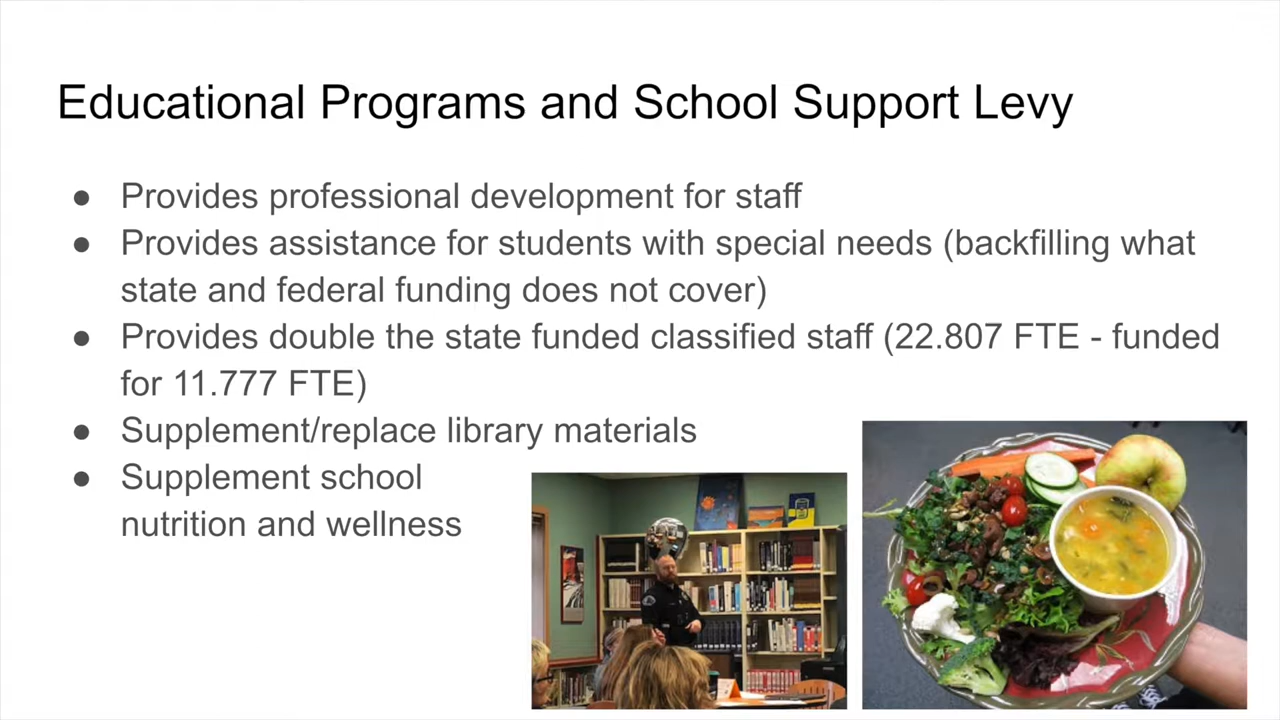 Educational Programs and School Support Levy
● Provides professional development for staff
● Provides assistance for students with special needs (backfilling what
state and federal funding does not cover)
● Provides double the state funded classified staff (22.807 FTE - funded
for 11.777 FTE)
● Supplement/replace library materials
● Supplement school
nutrition and wellness